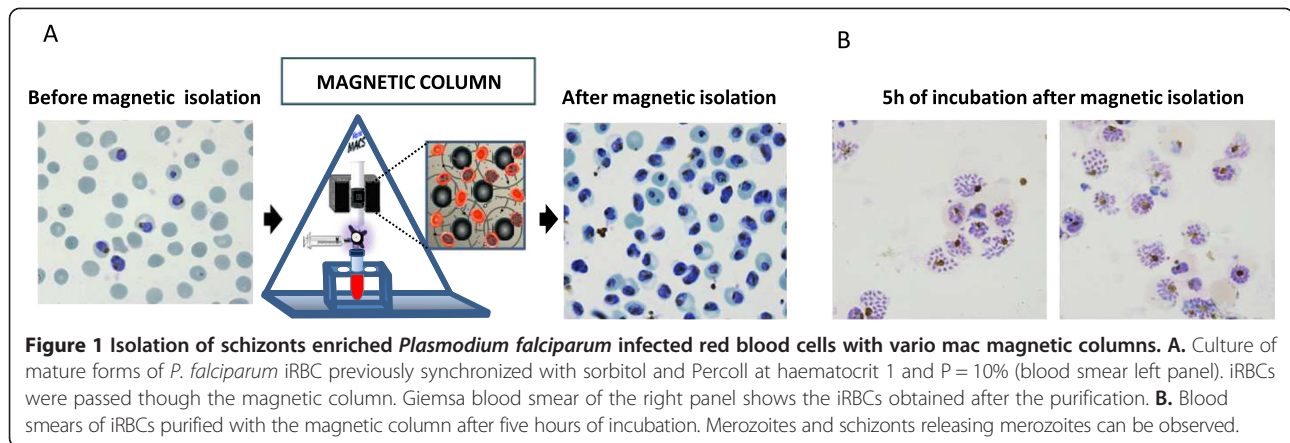 A
B
MAGNETIC COLUMN
Before magnetic isolation
After magnetic isolation
5h of incubation after magnetic isolation
MACS
Figure 1 Isolation of schizonts enriched Plasmodium falciparum infected red blood cells with vario mac magnetic columns. A. Culture of
mature forms of P. falciparum iRBC previously synchronized with sorbitol and Percoll at haematocrit 1 and P = 10% (blood smear left panel). iRBCs
were passed though the magnetic column. Giemsa blood smear of the right panel shows the iRBCs obtained after the purification. B. Blood
smears of iRBCs purified with the magnetic column after five hours of incubation. Merozoites and schizonts releasing merozoites can be observed.